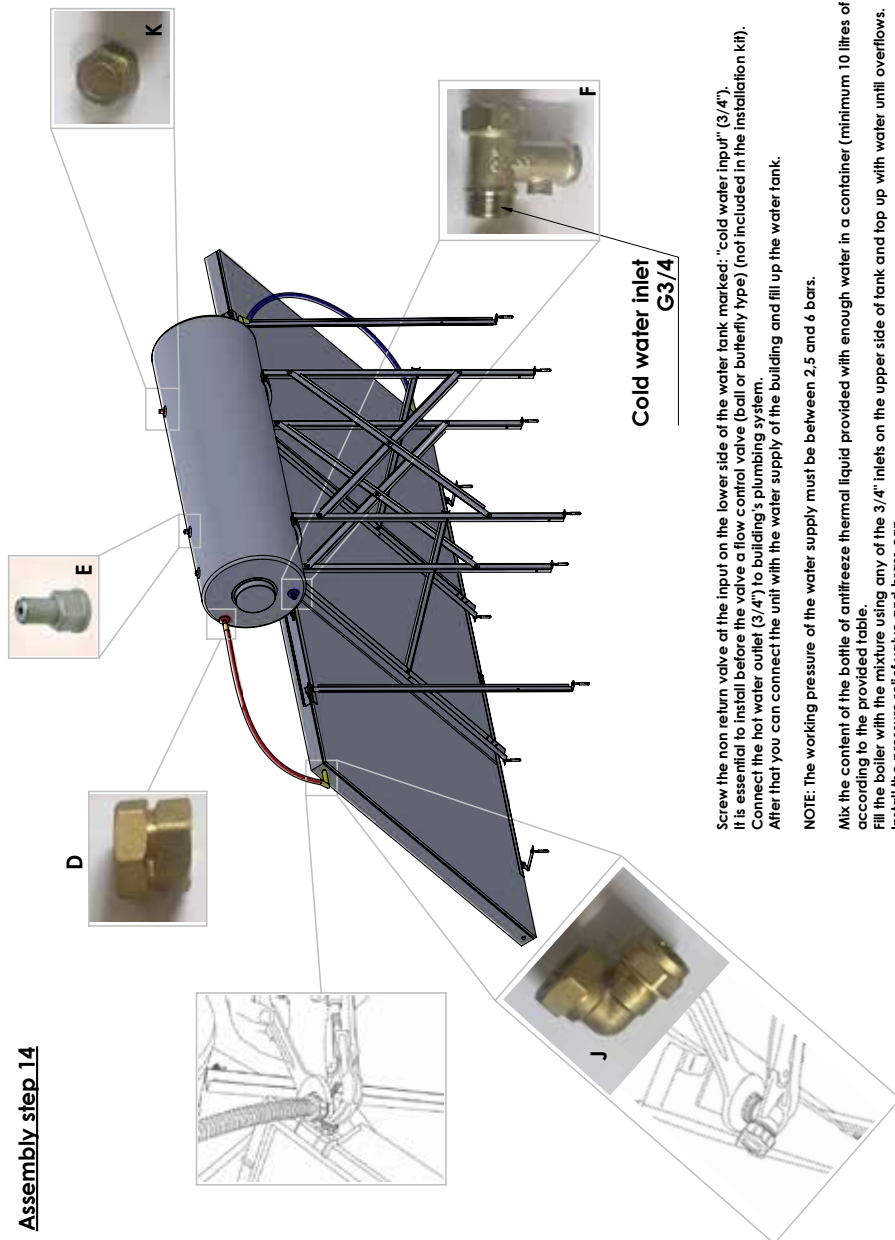 Assembly step 14
D
E
K
J
F
Cold water inlet
G3/4
Screw the non return valve at the input on the lower side of the water tank marked: "cold water input" (3/4").
It is essential to install before the valve a flow control valve (ball or butterfly type) (not included in the installation kit).
Connect the hot water outlet (3/4") to building's plumbing system.
After that you can connect the unit with the water supply of the building and fill up the water tank.
NOTE: The working pressure of the water supply must be between 2,5 and 6 bars.
Mix the content of the bottle of antifreeze thermal liquid provided with enough water in a container (minimum 10 litres of
according to the provided table.
Fill the boiler with the mixture using any of the 3/4" inlets on the upper side of tank and top up with water until overflows.